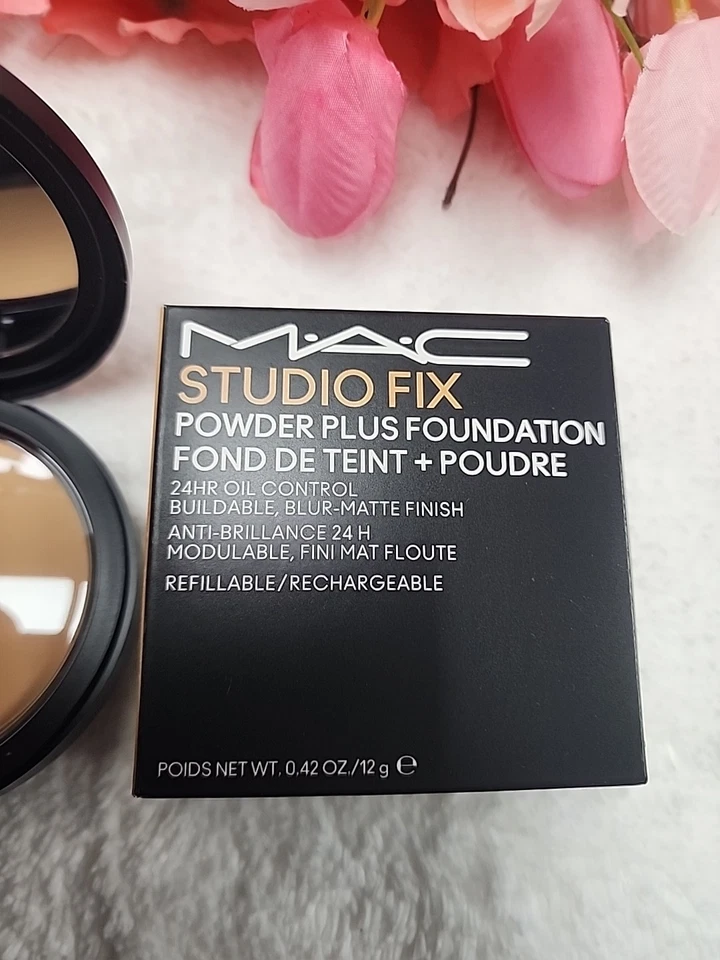 M·A·C
STUDIO FIX
POWDER PLUS FOUNDATION
FOND DE TEINT + POUDRE
24HR OIL CONTROL
BUILDABLE, BLUR-MATTE FINISH
ANTI-BRILLANCE 24 H
MODULABLE, FINI MAT FLOUTE
REFILLABLE/RECHARGEABLE
POIDS NET WT. 0.42 OZ./12 g ℮